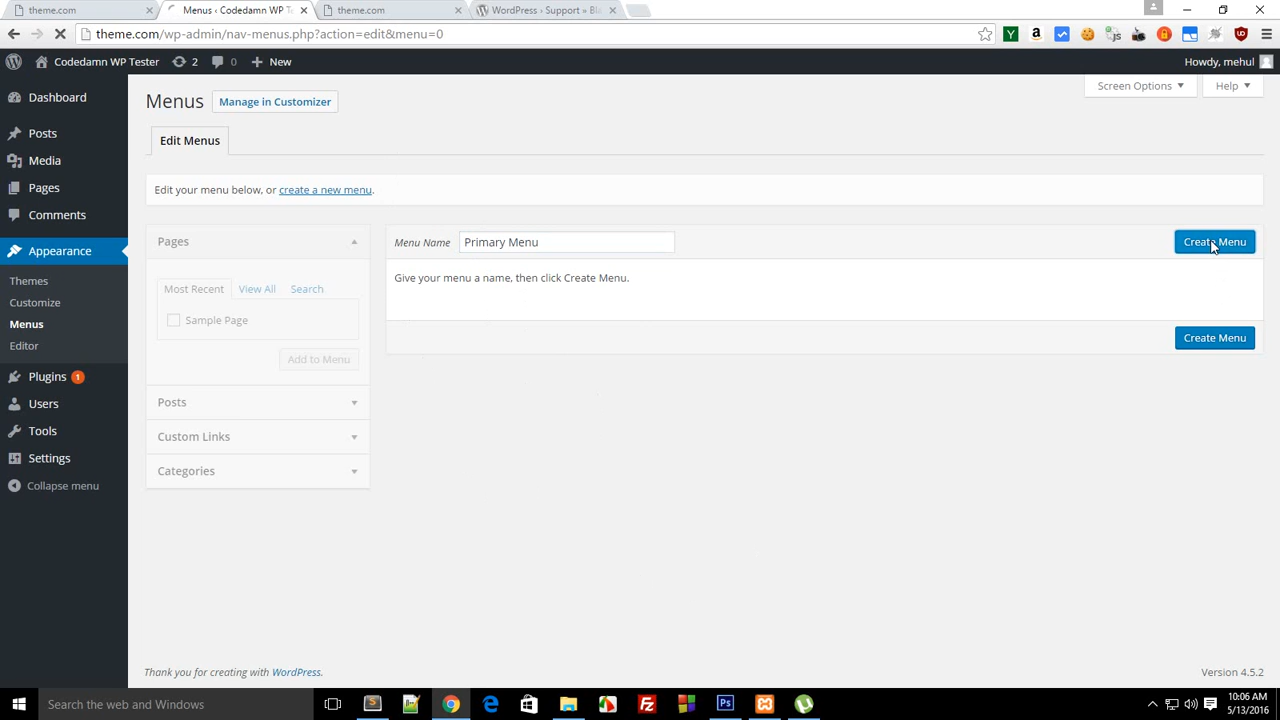 theme.com
Menus ‹ Codedamn WP Te
theme.com
WordPress › Support » Bla
theme.com/wp-admin/nav-menus.php?action=edit&menu=0
Codedamn WP Tester
2
0
New
Howdy, mehul
Dashboard
Posts
Media
Pages
Comments
Appearance
Themes
Customize
Menus
Editor
Plugins 1
Users
Tools
Settings
Collapse menu
Screen Options
Help
Menus
Manage in Customizer
Edit Menus
Edit your menu below, or create a new menu.
Pages
Most Recent View All Search
Sample Page
Add to Menu
Posts
Custom Links
Categories
Menu Name Primary Menu
Create Menu
Give your menu a name, then click Create Menu.
Create Menu
Thank you for creating with WordPress.
Version 4.5.2
Search the web and Windows
10:06 AM
5/13/2016